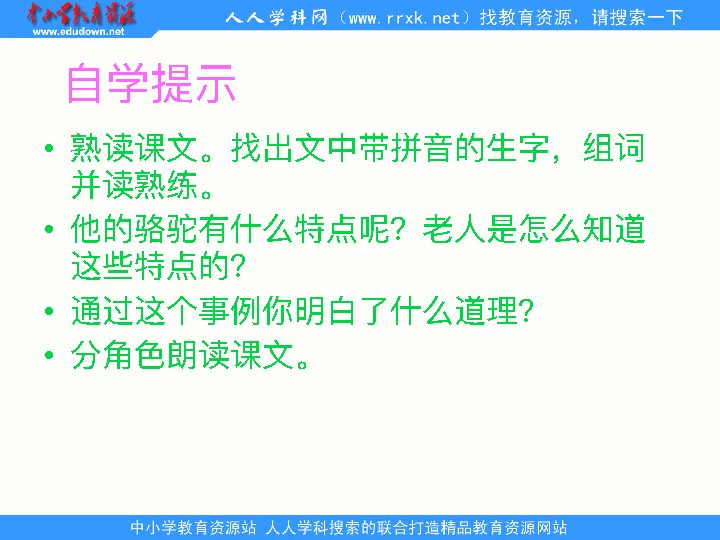 中小学教育资源
www.edudown.net
人人学科网（www.rrxk.net）找教育资源，请搜索一下
自学提示
• 熟读课文。找出文中带拼音的生字，组词
并读熟练。
• 他的骆驼有什么特点呢？老人是怎么知道
这些特点的？
• 通过这个事例你明白了什么道理？
• 分角色朗读课文。
中小学教育资源站 人人学科搜索的联合打造精品教育资源网站